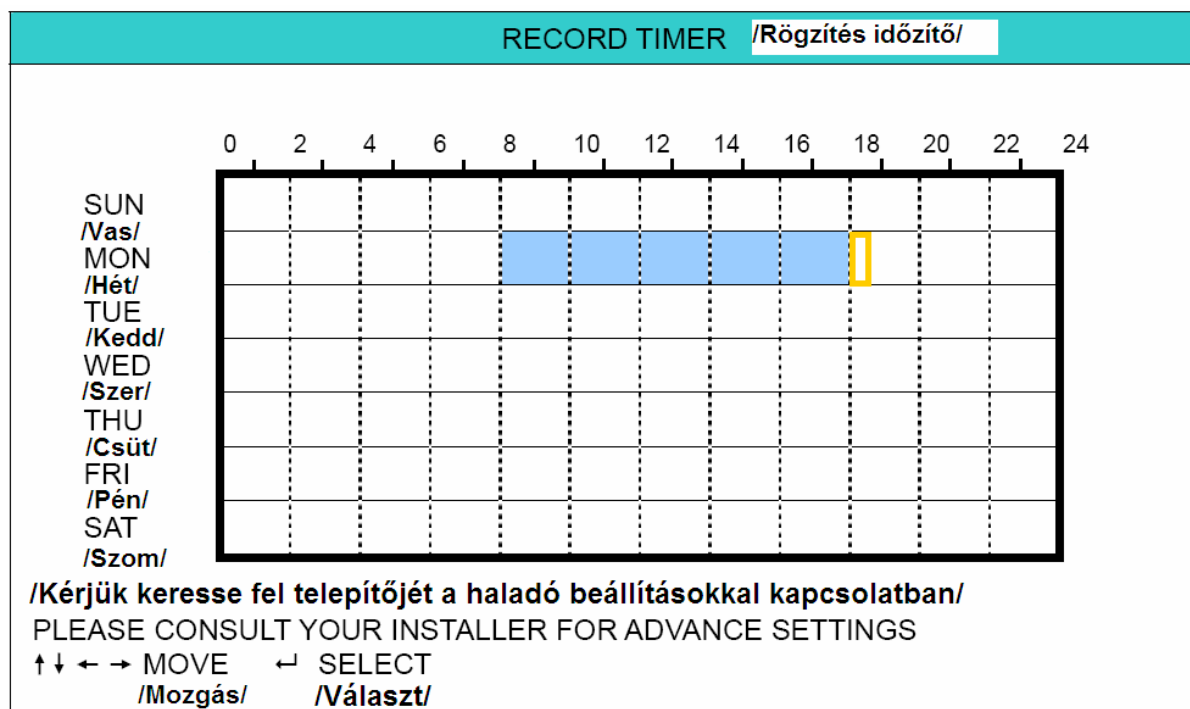 RECORD TIMER /Rögzítés időzítő/
0 2 4 6 8 10 12 14 16 18 20 22 24
SUN
/Vas/
MON
/Hét/
TUE
/Kedd/
WED
/Szer/
THU
/Csüt/
FRI
/Pén/
SAT
/Szom/
/Kérjük keresse fel telepítőjét a haladó beállításokkal kapcsolatban/
PLEASE CONSULT YOUR INSTALLER FOR ADVANCE SETTINGS
↑ ↓ ← → MOVE ↵ SELECT
/Mozgás/ /Választ/